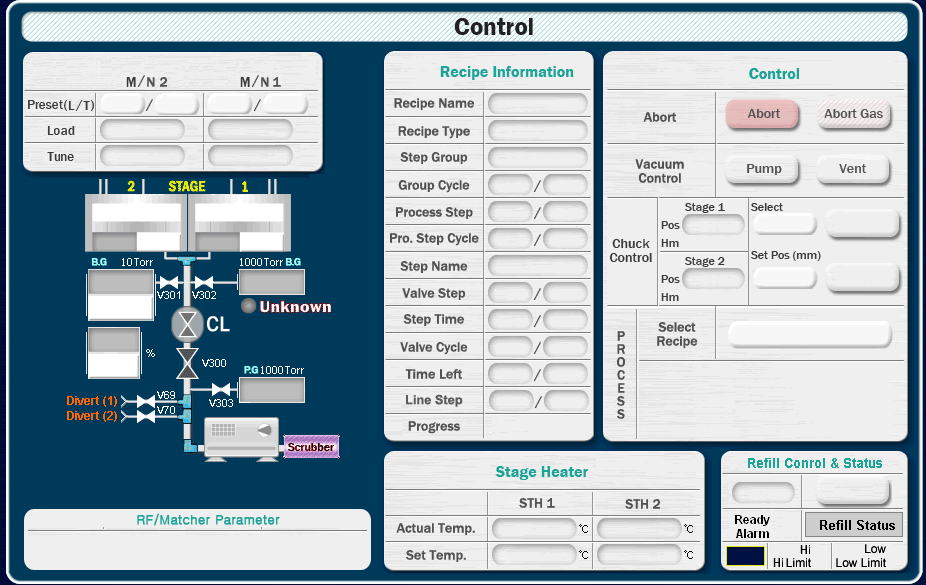 Control
M/N 2 M/N 1
Preset(L/T) / /
Load
Tune
2 STAGE 1
B.G 10Torr 1000Torr B.G
V301 V302
Unknown
CL
%
V300
P.G 1000Torr
V303
Divert (1) V69
Divert (2) V70
Scrubber
RF/Matcher Parameter
Recipe Information
Recipe Name
Recipe Type
Step Group
Group Cycle /
Process Step /
Pro. Step Cycle /
Step Name
Valve Step /
Step Time /
Valve Cycle /
Time Left /
Line Step /
Progress
Control
Abort Abort Abort Gas
Vacuum
Control
Pump Vent
Chuck
Control
Stage 1
Pos
Hm
Stage 2
Pos
Hm
Select
Set Pos (mm)
PROCESS
Select
Recipe
Stage Heater
STH 1 STH 2
Actual Temp. ℃ ℃
Set Temp. ℃ ℃
Refill Conrol & Status
Ready
Alarm
Refill Status
Hi Low
Hi Limit Low Limit